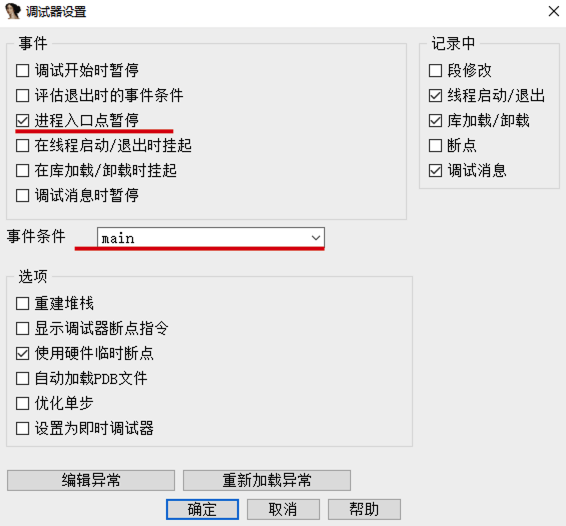 调试器设置
事件
调试开始时暂停
评估退出时的事件条件
进程入口点暂停
在线程启动/退出时挂起
在库加载/卸载时挂起
调试消息时暂停
记录中
段修改
线程启动/退出
库加载/卸载
断点
调试消息
事件条件 main
选项
重建堆栈
显示调试器断点指令
使用硬件临时断点
自动加载PDB文件
优化单步
设置为即时调试器
编辑异常 重新加载异常
确定 取消 帮助